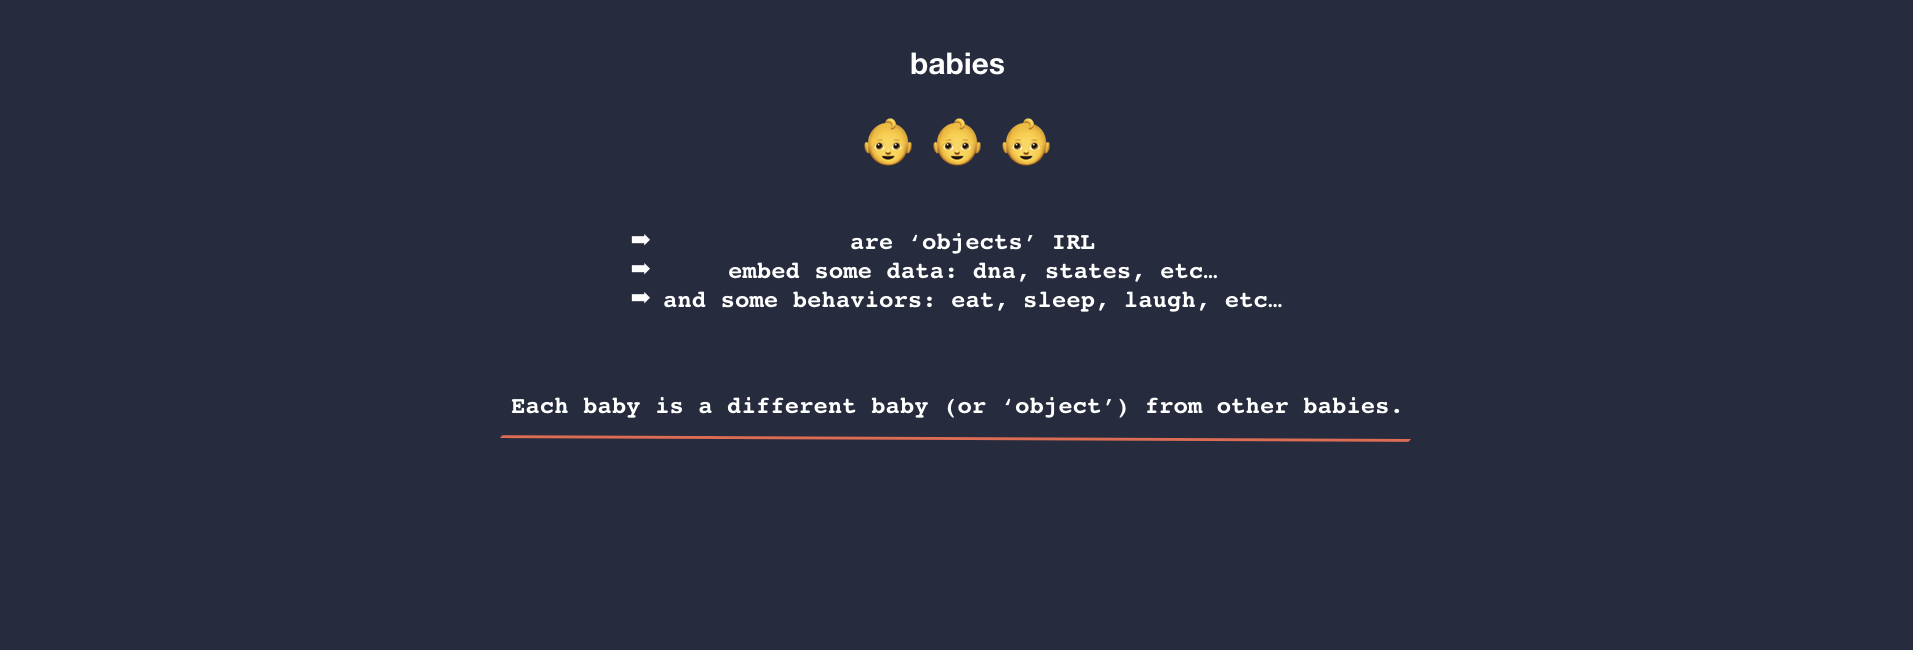 babies
➡ are ‘objects’ IRL
➡ embed some data: dna, states, etc…
➡ and some behaviors: eat, sleep, laugh, etc…
Each baby is a different baby (or ‘object’) from other babies.